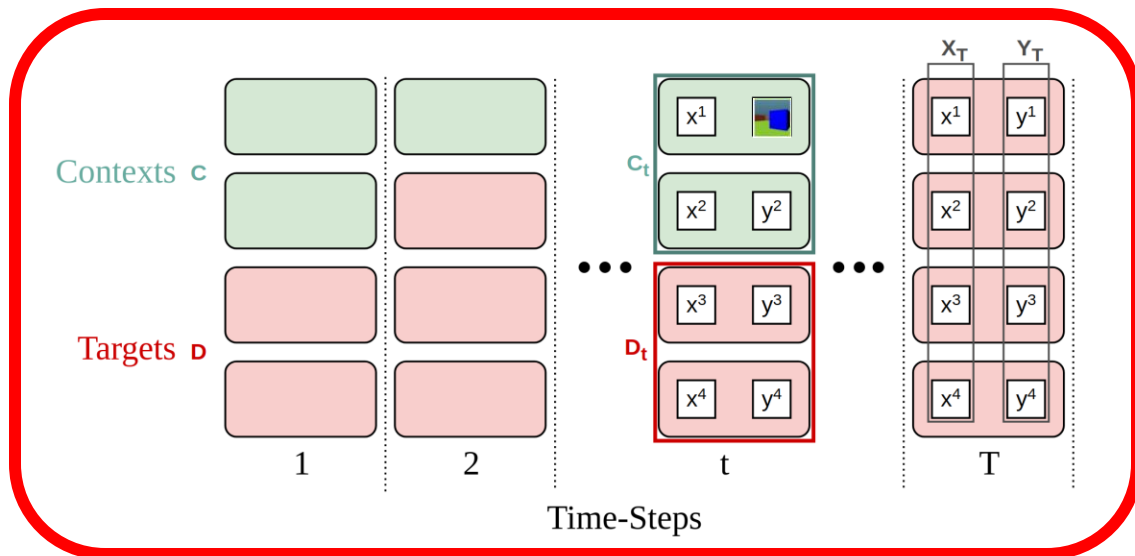 X_T Y_T
x¹ x¹ y¹
Contexts C
C_t
x² y² x² y²
... ...
x³ y³ x³ y³
Targets D
D_t
x⁴ y⁴ x⁴ y⁴
1 2 t T
Time-Steps